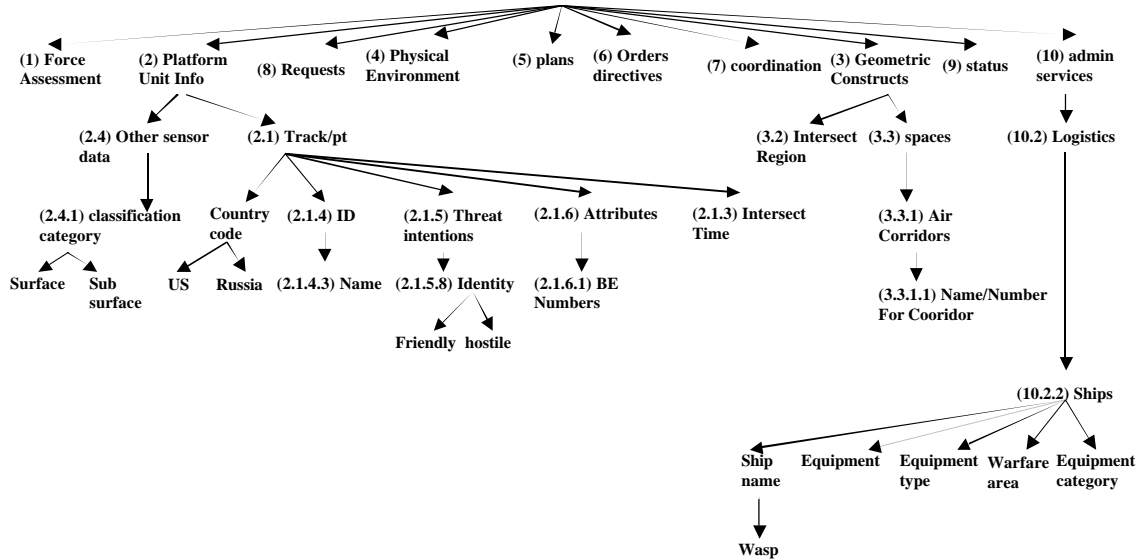 (1) Force
Assessment
(2) Platform
Unit Info
(8) Requests
(4) Physical
Environment
(5) plans
(6) Orders
directives
(7) coordination
(3) Geometric
Constructs
(9) status
(10) admin
services
(2.4) Other sensor
data
(2.1) Track/pt
(3.2) Intersect
Region
(3.3) spaces
(10.2) Logistics
(2.4.1) classification
category
Country
code
(2.1.4) ID
(2.1.5) Threat
intentions
(2.1.6) Attributes
(2.1.3) Intersect
Time
(3.3.1) Air
Corridors
Surface
Sub
surface
US
Russia
(2.1.4.3) Name
(2.1.5.8) Identity
(2.1.6.1) BE
Numbers
(3.3.1.1) Name/Number
For Cooridor
Friendly
hostile
(10.2.2) Ships
Ship
name
Equipment
Equipment
type
Warfare
area
Equipment
category
Wasp